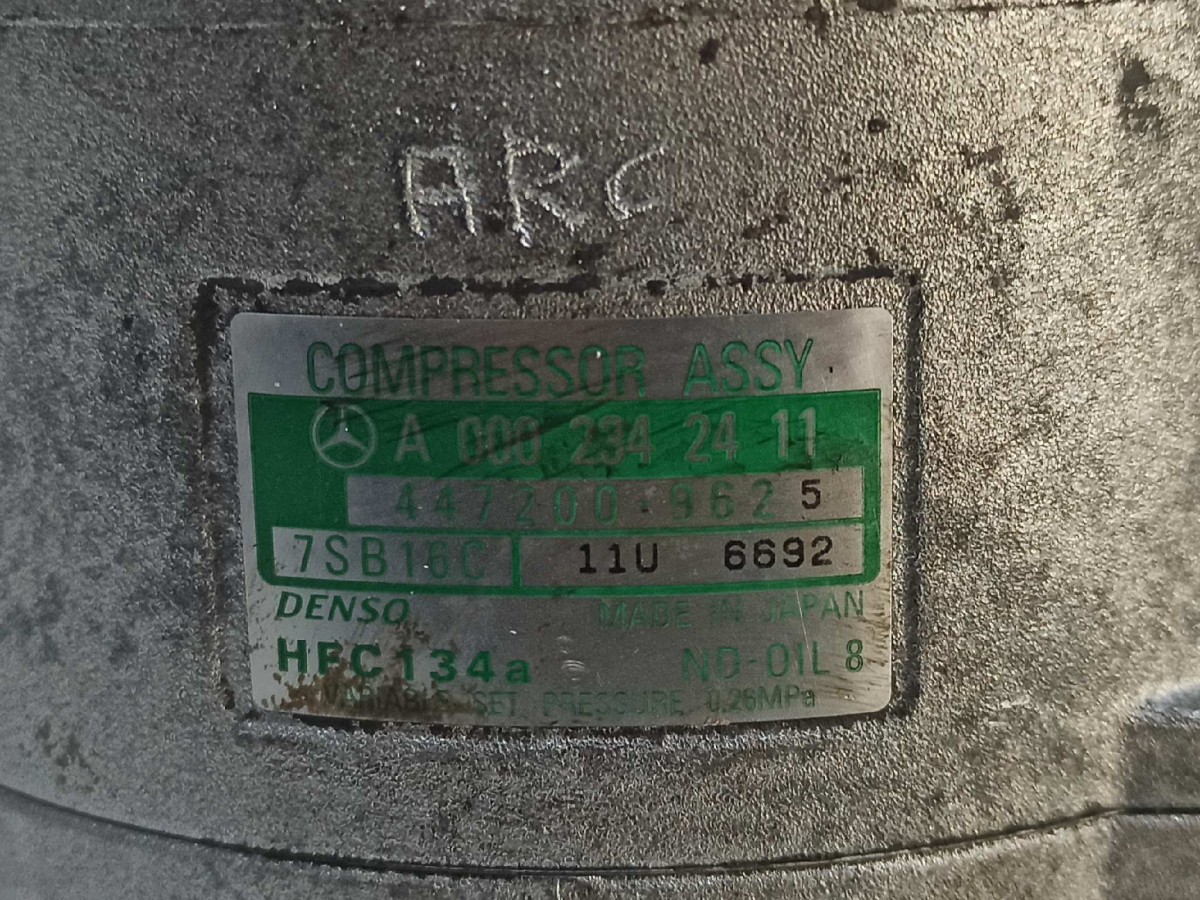 ARC
COMPRESSOR ASSY
A 000 234 24 11
447200-9625
7SB16C 11U 6692
DENSO MADE IN JAPAN
HFC134a ND-OIL 8
VARIABLE SET PRESSURE 0.26MPa